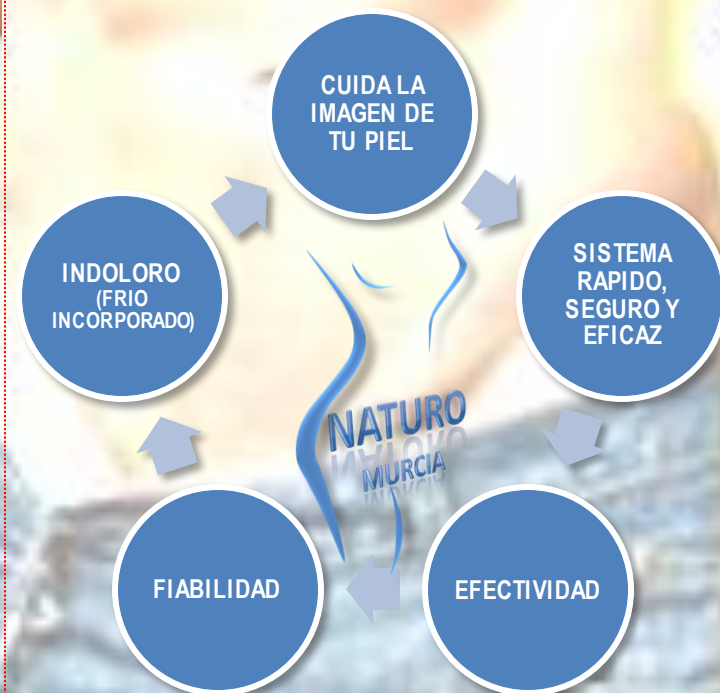 CUIDA LA
IMAGEN DE
TU PIEL
SISTEMA
RAPIDO,
SEGURO Y
EFICAZ
EFECTIVIDAD
FIABILIDAD
INDOLORO
(FRIO
INCORPORADO)
NATURO
MURCIA